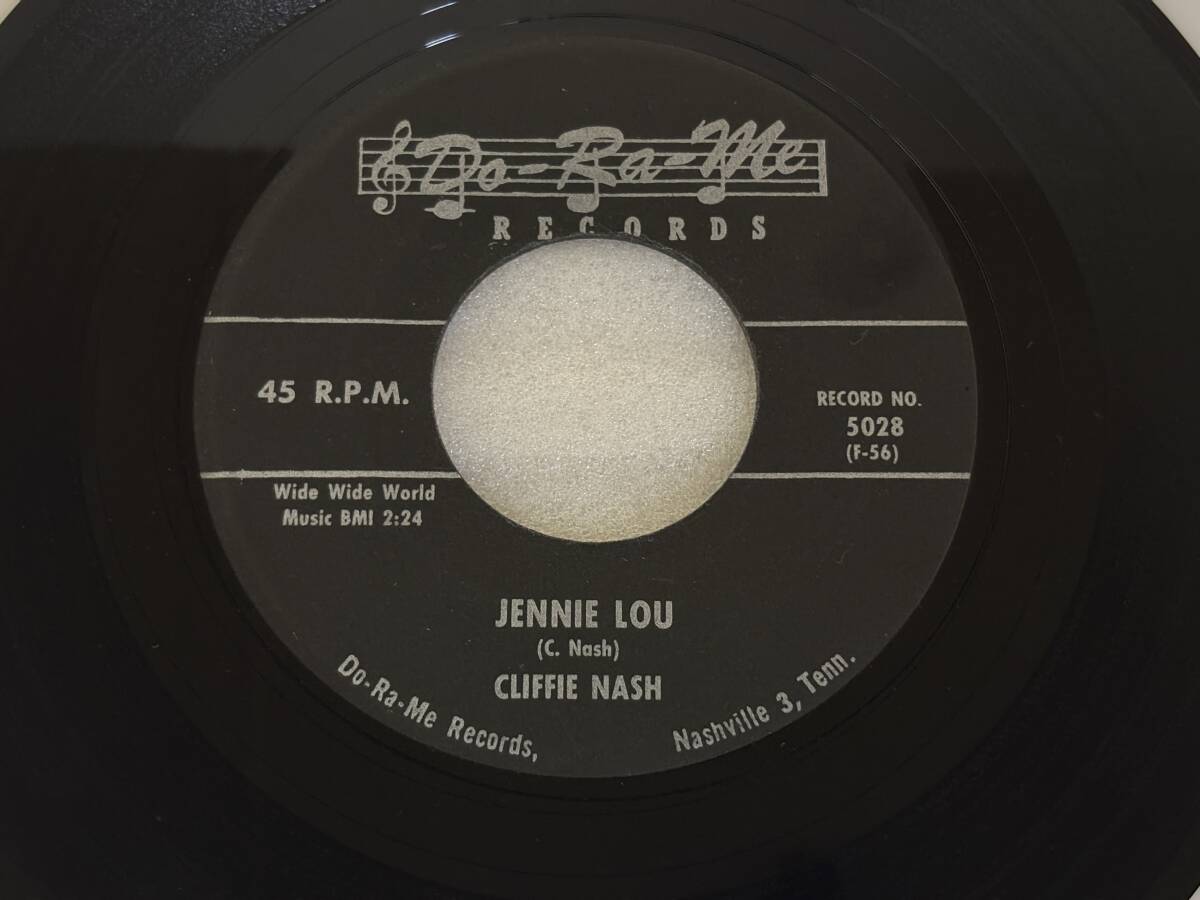 Do-Ra-Me
RECORDS
45 R.P.M.
RECORD NO.
5028
(F-56)
Wide Wide World
Music BMI 2:24
JENNIE LOU
(C. Nash)
CLIFFIE NASH
Do-Ra-Me Records, Nashville 3, Tenn.